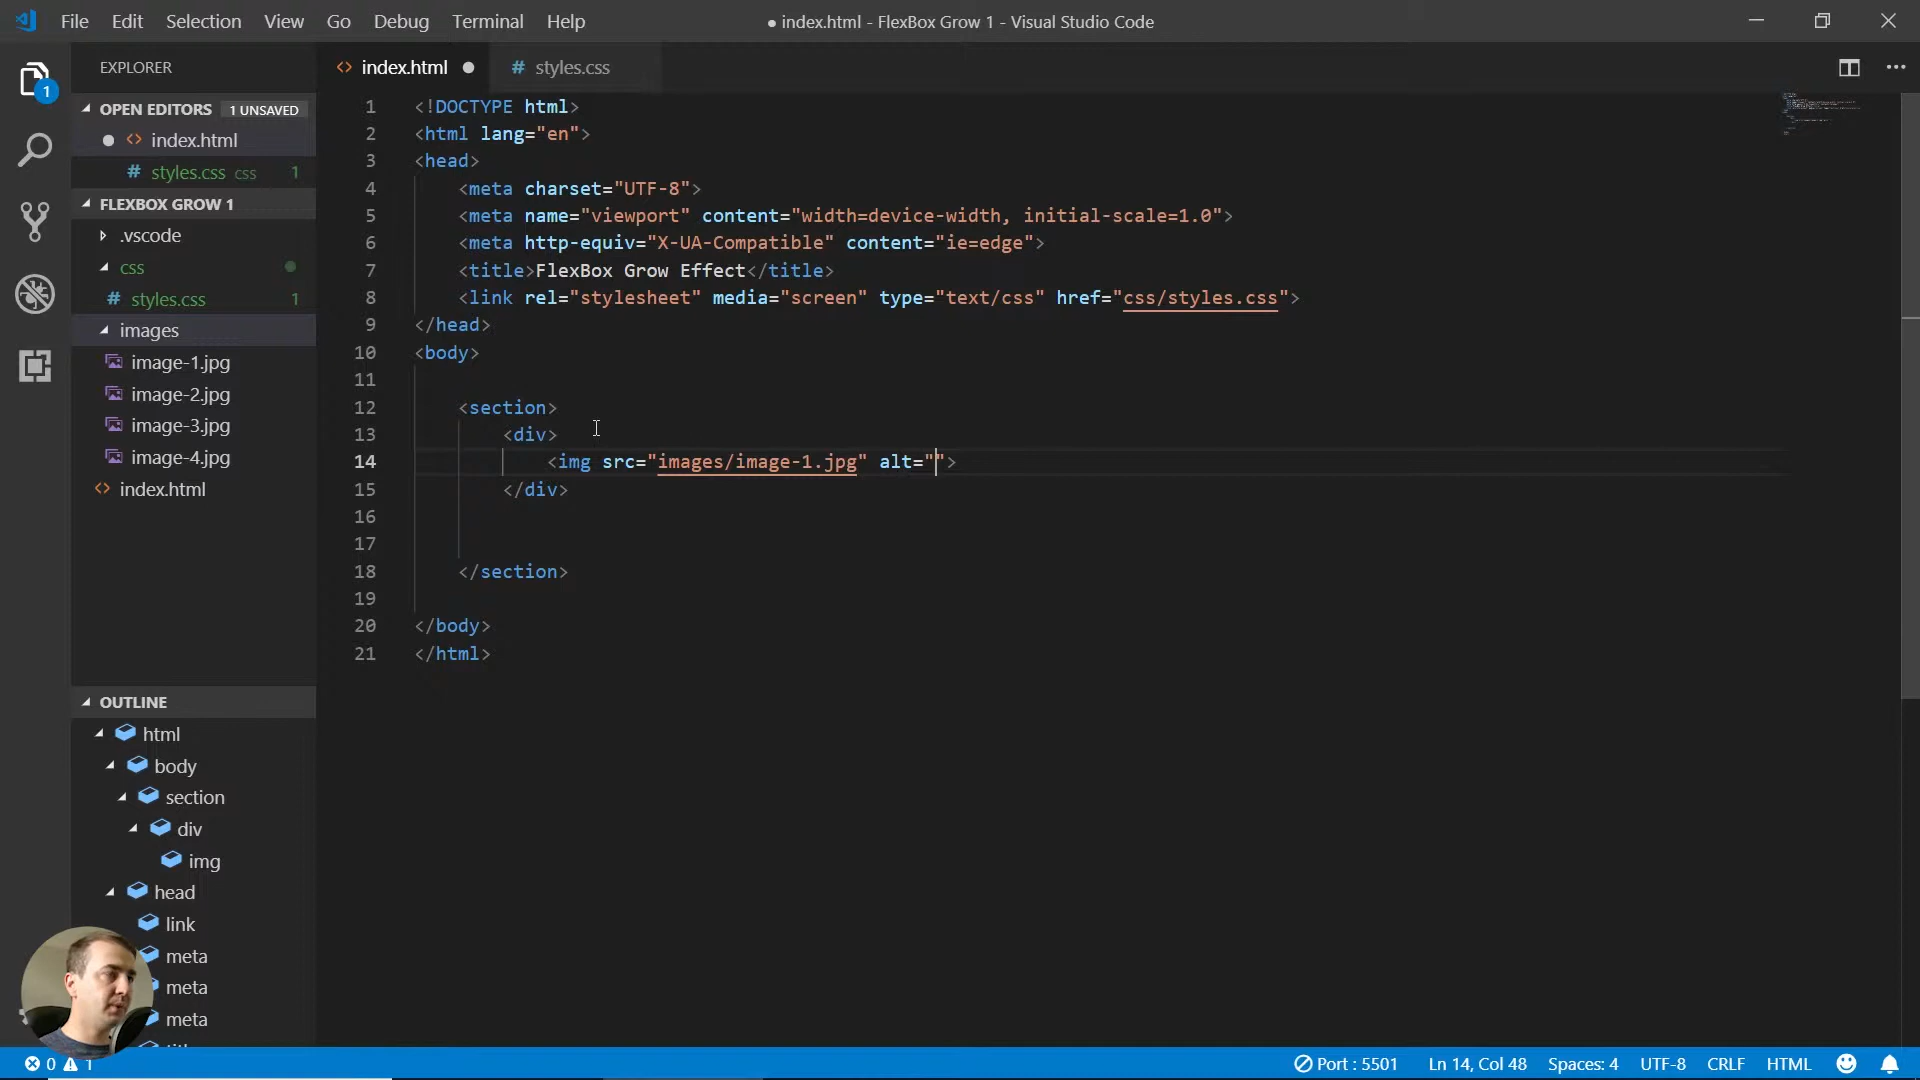 File Edit Selection View Go Debug Terminal Help
● index.html - FlexBox Grow 1 - Visual Studio Code
EXPLORER
1
OPEN EDITORS 1 UNSAVED
index.html
# styles.css css 1
FLEXBOX GROW 1
.vscode
css
# styles.css 1
images
image-1.jpg
image-2.jpg
image-3.jpg
image-4.jpg
<> index.html
OUTLINE
html
body
section
div
img
head
link
meta
meta
meta
<> index.html
# styles.css
1 <!DOCTYPE html>
2 <html lang="en">
3 <head>
4 <meta charset="UTF-8">
5 <meta name="viewport" content="width=device-width, initial-scale=1.0">
6 <meta http-equiv="X-UA-Compatible" content="ie=edge">
7 <title>FlexBox Grow Effect</title>
8 <link rel="stylesheet" media="screen" type="text/css" href="css/styles.css">
9 </head>
10 <body>
11
12 <section>
13 <div>
14 <img src="images/image-1.jpg" alt="">
15 </div>
16
17
18 </section>
19
20 </body>
21 </html>
0 1
Port : 5501 Ln 14, Col 48 Spaces: 4 UTF-8 CRLF HTML